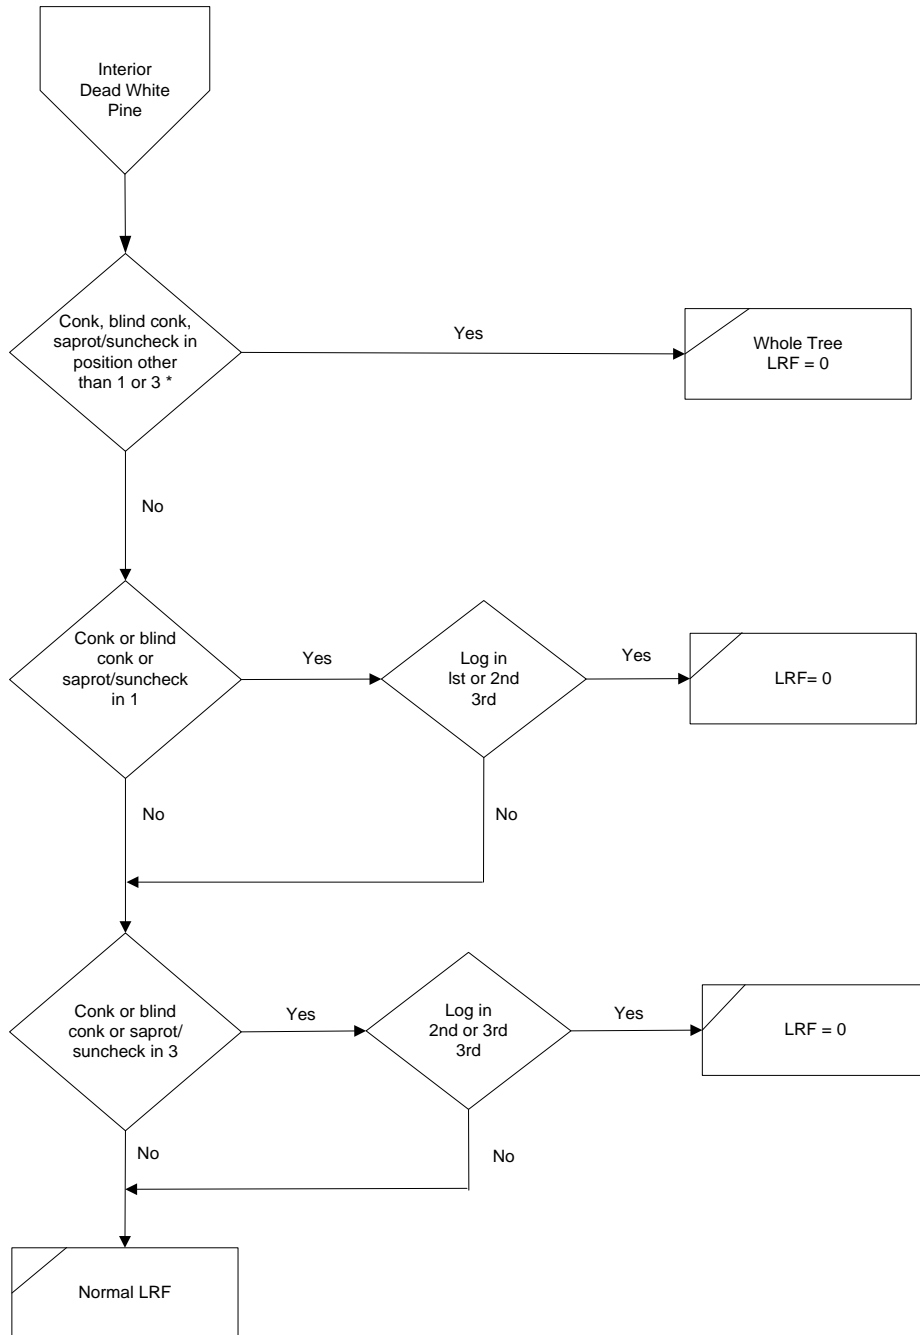 Interior
Dead White
Pine
Conk, blind conk,
saprot/suncheck in
position other
than 1 or 3 *
Yes
Whole Tree
LRF = 0
No
Conk or blind
conk or
saprot/suncheck
in 1
Yes
Log in
lst or 2nd
3rd
Yes
LRF= 0
No
No
Conk or blind
conk or saprot/
suncheck in 3
Yes
Log in
2nd or 3rd
3rd
Yes
LRF = 0
No
No
Normal LRF